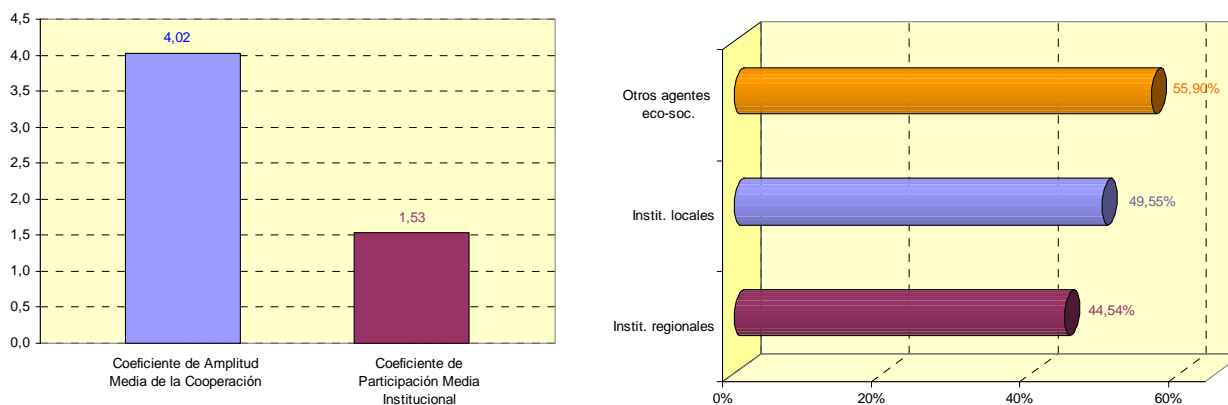 4,5
4,0
3,5
3,0
2,5
2,0
1,5
1,0
0,5
0,0
4,02
1,53
Coeficiente de Amplitud
Media de la Cooperación
Coeficiente de
Participación Media
Institucional
Otros agentes
eco-soc.
55,90%
Instit. locales
49,55%
Instit. regionales
44,54%
0%
20%
40%
60%